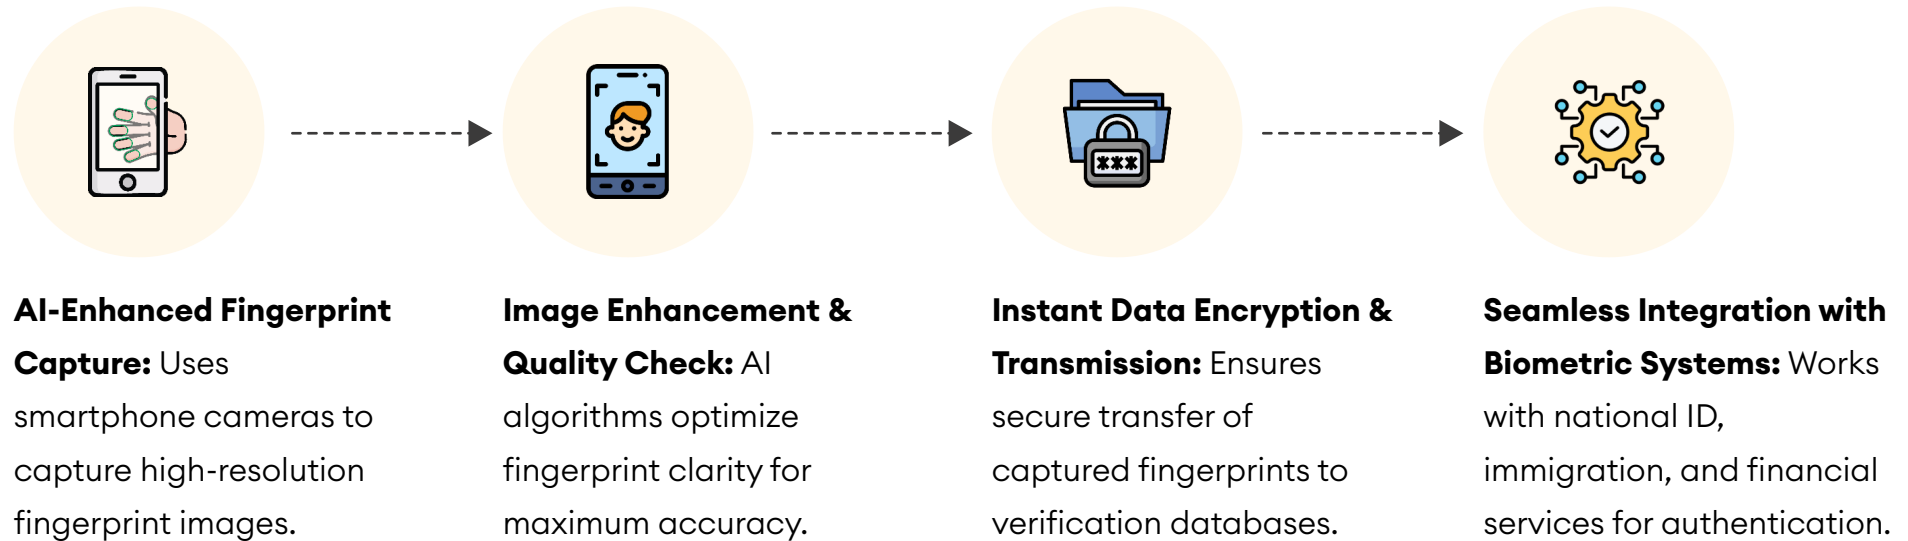 AI-Enhanced Fingerprint
Capture: Uses
smartphone cameras to
capture high-resolution
fingerprint images.
Image Enhancement &
Quality Check: AI
algorithms optimize
fingerprint clarity for
maximum accuracy.
Instant Data Encryption &
Transmission: Ensures
secure transfer of
captured fingerprints to
verification databases.
Seamless Integration with
Biometric Systems: Works
with national ID,
immigration, and financial
services for authentication.